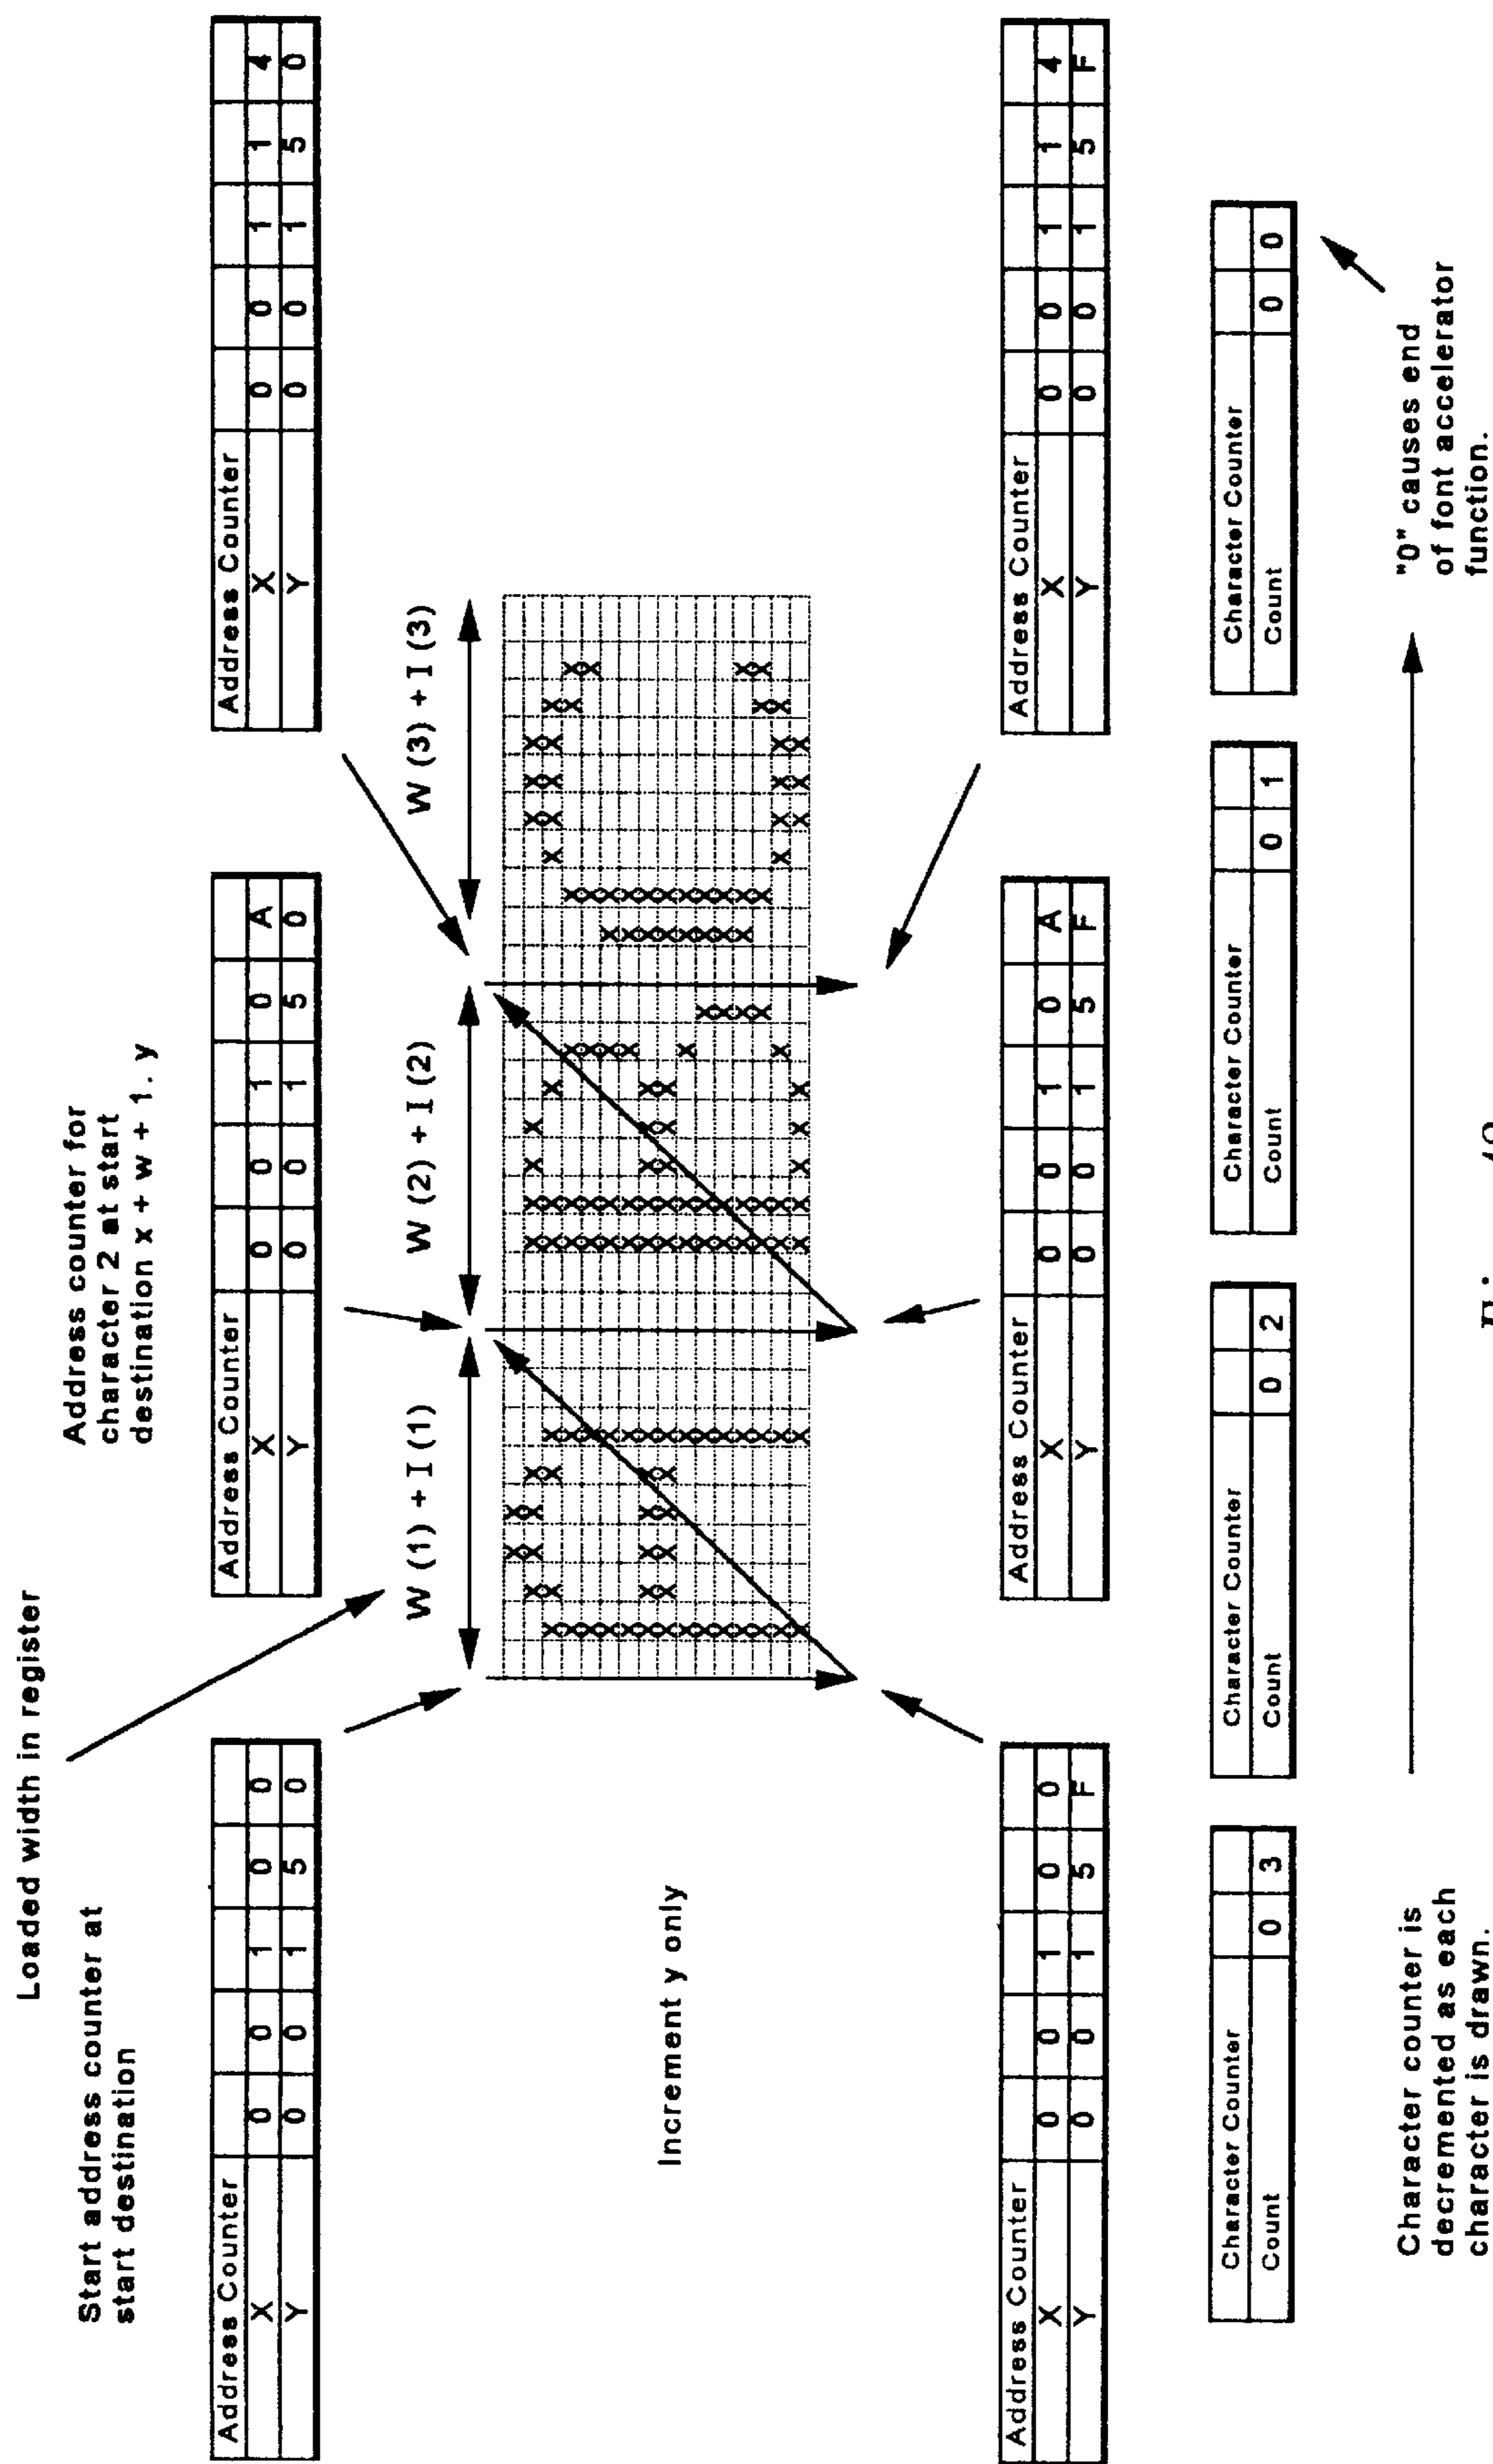 Loaded width in register
Start address counter at
start destination
Address counter for
character 2 at start
destination x + w + 1. y
Address Counter
X 0 0 1 0 0
Y 0 0 1 5 0
Address Counter
X 0 0 1 0 A
Y 0 0 1 5 0
Address Counter
X 0 0 1 1 4
Y 0 0 1 5 0
W (1) + I (1)
W (2) + I (2)
W (3) + I (3)
Increment y only
Address Counter
X 0 0 1 0 0
Y 0 0 1 5 F
Address Counter
X 0 0 1 0 A
Y 0 0 1 5 F
Address Counter
X 0 0 1 1 4
Y 0 0 1 5 F
Character Counter
Count 0 3
Character Counter
Count 0 2
Character Counter
Count 0 1
Character Counter
Count 0 0
Character counter is
decremented as each
character is drawn.
"0" causes end
of font accelerator
function.